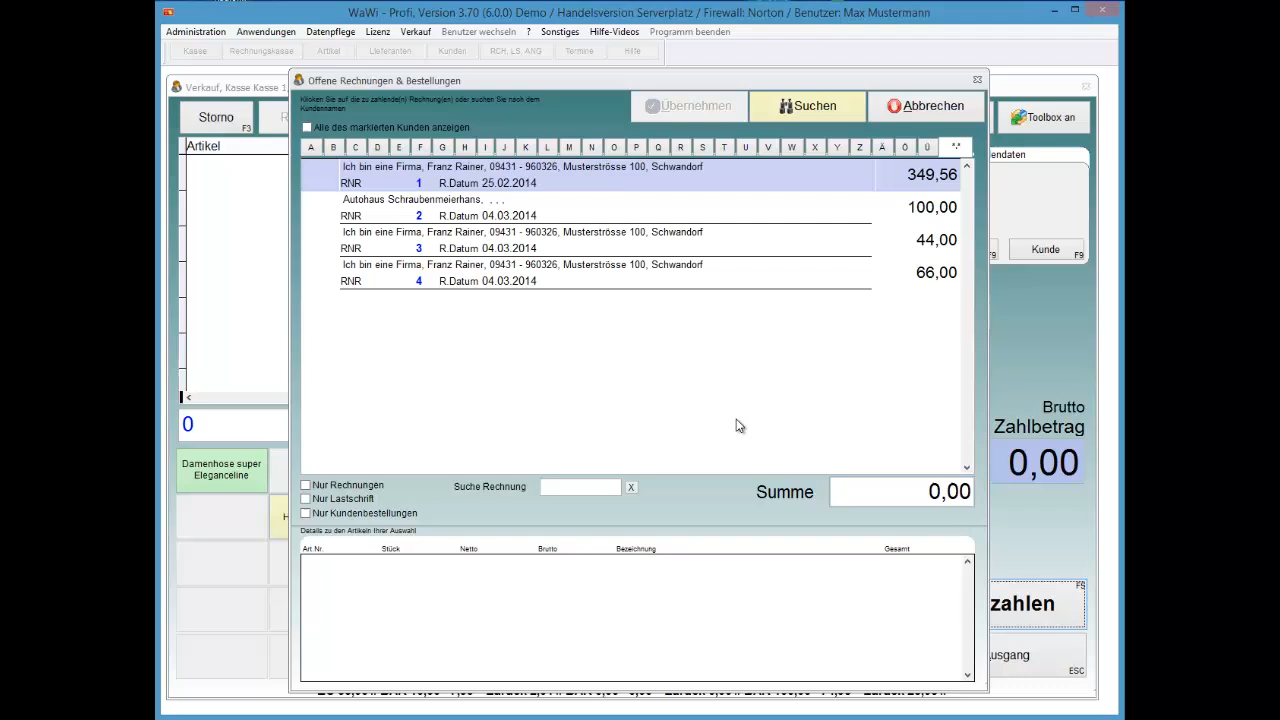 WaWi - Profi, Version 3.70 (6.0.0) Demo / Handelsversion Serverplatz / Firewall: Norton / Benutzer: Max Mustermann
Administration Anwendungen Datenpflege Lizenz Verkauf Benutzer wechseln ? Sonstiges Hilfe-Videos Programm beenden
Kasse Rechnungskasse Artikel Lieferanten Kunden RCH, LS, ANG Termine Hilfe
Verkauf, Kasse Kasse 1
Offene Rechnungen & Bestellungen
Klicken Sie auf die zu zahlende(n) Rechnung(en) oder suchen Sie nach dem
Kundennamen
Übernehmen Suchen Abbrechen
Storno F3 R
Toolbox an
Alle des markierten Kunden anzeigen
Artikel
A B C D E F G H I J K L M N O P Q R S T U V W X Y Z Ä Ö Ü *.*
endaten
Ich bin eine Firma, Franz Rainer, 09431 - 960326, Musterströsse 100, Schwandorf
RNR 1 R.Datum 25.02.2014 349,56
Autohaus Schraubenmeierhans, , . . .
RNR 2 R.Datum 04.03.2014 100,00
Ich bin eine Firma, Franz Rainer, 09431 - 960326, Musterströsse 100, Schwandorf
RNR 3 R.Datum 04.03.2014 44,00
Ich bin eine Firma, Franz Rainer, 09431 - 960326, Musterströsse 100, Schwandorf
RNR 4 R.Datum 04.03.2014 66,00
F9 Kunde F9
Brutto
Zahlbetrag
0,00
0
Damenhose super
Eleganceline
H
Nur Rechnungen
Nur Lastschrift
Nur Kundenbestellungen
Suche Rechnung X
Summe 0,00
Details zu den Artikeln Ihrer Auswahl
Art Nr. Stück Netto Brutto Bezeichnung Gesamt
zahlen F5
usgang ESC